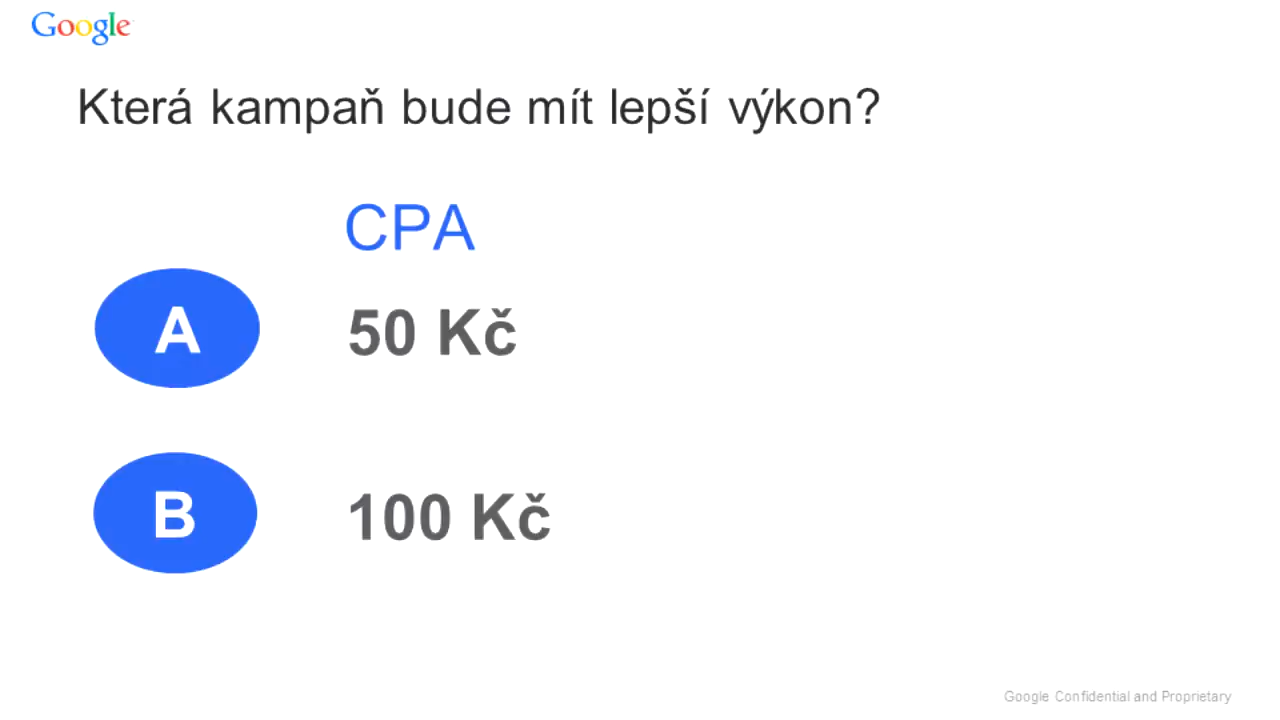 Google
Která kampaň bude mít lepší výkon?
CPA
A 50 Kč
B 100 Kč
Google Confidential and Proprietary